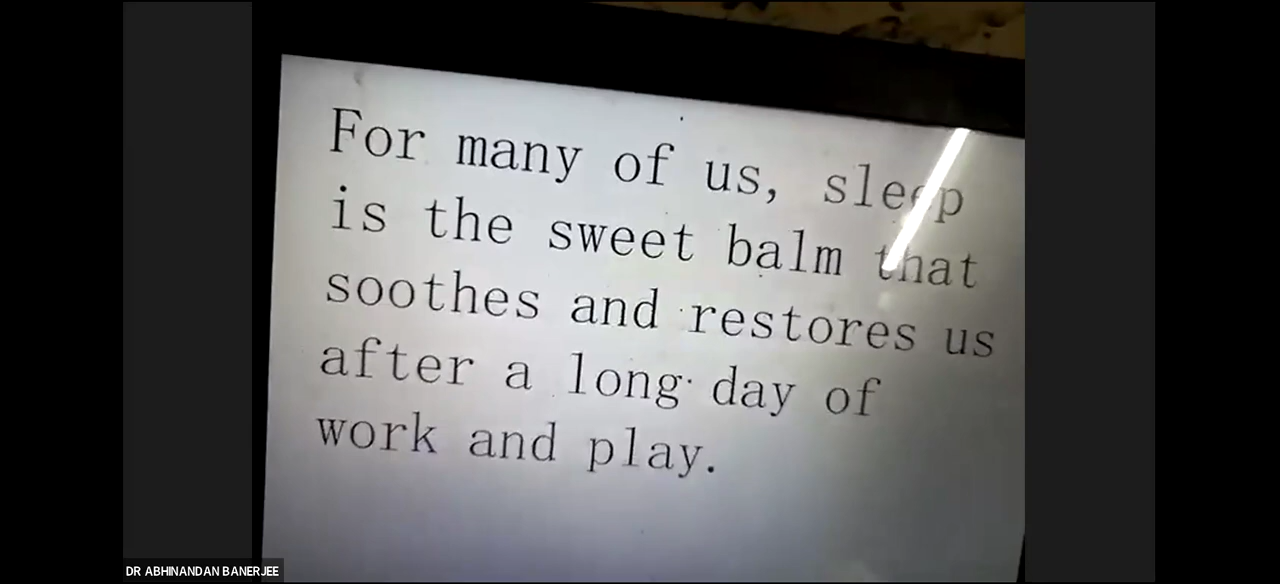 For many of us, sleep
is the sweet balm that
soothes and restores us
after a long day of
work and play.
DR ABHINANDAN BANERJEE